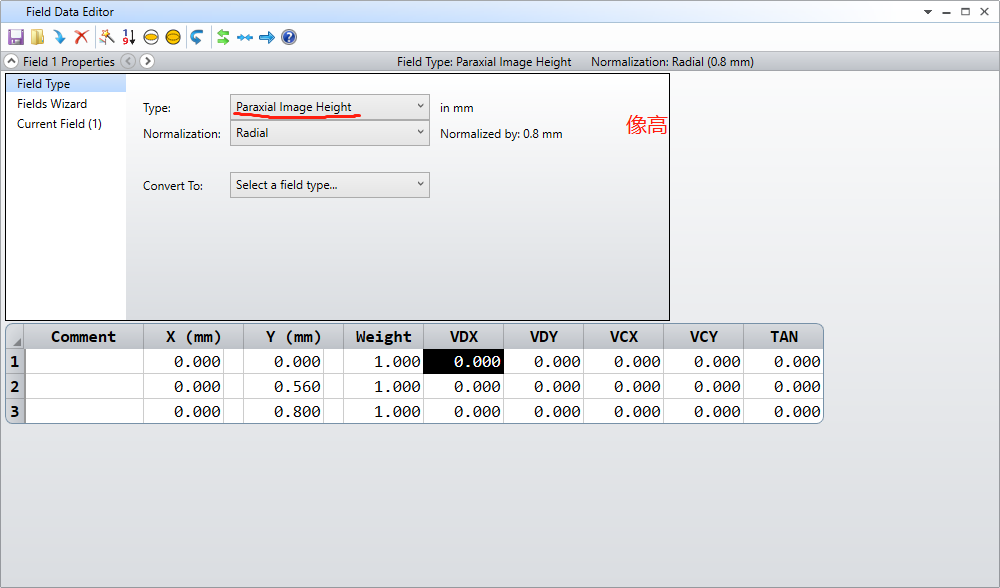 Field Data Editor
Field 1 Properties Field Type: Paraxial Image Height Normalization: Radial (0.8 mm)
Field Type
Fields Wizard
Current Field (1)
Type: Paraxial Image Height in mm
像高
Normalization: Radial Normalized by: 0.8 mm
Convert To: Select a field type...
Comment X (mm) Y (mm) Weight VDX VDY VCX VCY TAN
1 0.000 0.000 1.000 0.000 0.000 0.000 0.000 0.000
2 0.000 0.560 1.000 0.000 0.000 0.000 0.000 0.000
3 0.000 0.800 1.000 0.000 0.000 0.000 0.000 0.000